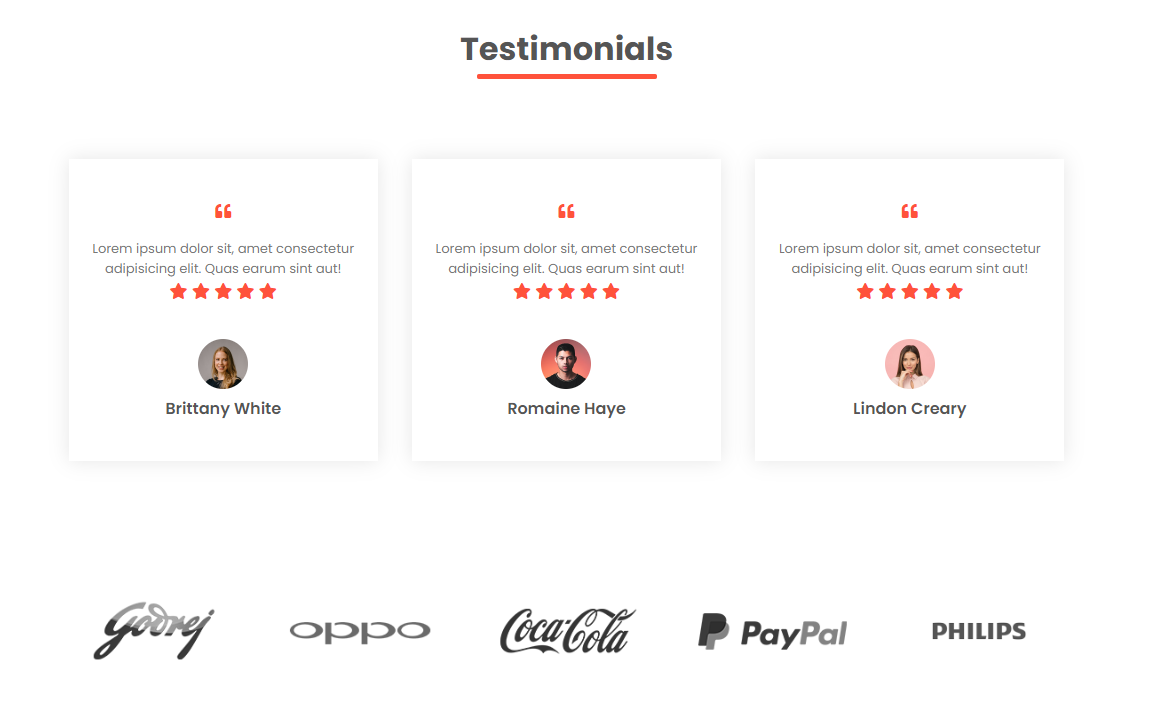 Testimonials
Lorem ipsum dolor sit, amet consectetur
adipisicing elit. Quas earum sint aut!
Brittany White
Lorem ipsum dolor sit, amet consectetur
adipisicing elit. Quas earum sint aut!
Romaine Haye
Lorem ipsum dolor sit, amet consectetur
adipisicing elit. Quas earum sint aut!
Lindon Creary
Godrej
oppo
Coca-Cola
PayPal
PHILIPS